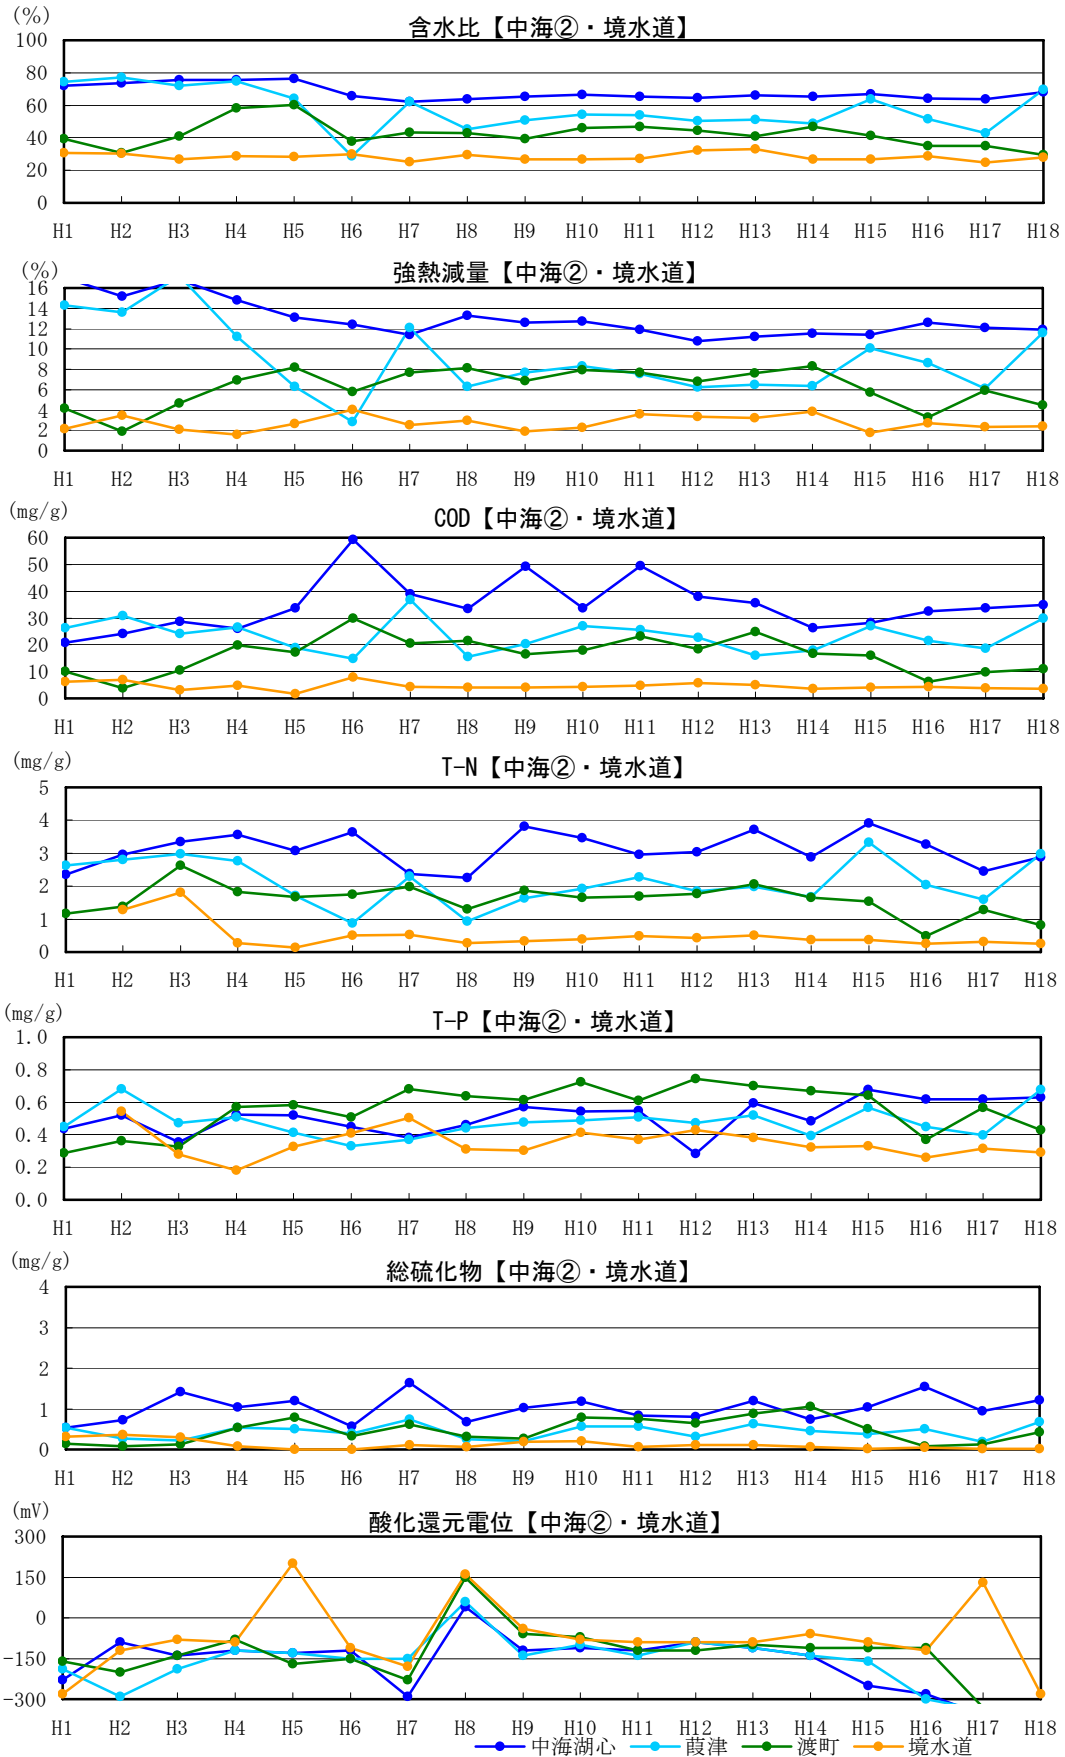 (%)
含水比【中海②・境水道】
100
80
60
40
20
0
H1 H2 H3 H4 H5 H6 H7 H8 H9 H10 H11 H12 H13 H14 H15 H16 H17 H18
(%)
強熱減量【中海②・境水道】
16
14
12
10
8
6
4
2
0
H1 H2 H3 H4 H5 H6 H7 H8 H9 H10 H11 H12 H13 H14 H15 H16 H17 H18
(mg/g)
COD【中海②・境水道】
60
50
40
30
20
10
0
H1 H2 H3 H4 H5 H6 H7 H8 H9 H10 H11 H12 H13 H14 H15 H16 H17 H18
(mg/g)
T-N【中海②・境水道】
5
4
3
2
1
0
H1 H2 H3 H4 H5 H6 H7 H8 H9 H10 H11 H12 H13 H14 H15 H16 H17 H18
(mg/g)
T-P【中海②・境水道】
1.0
0.8
0.6
0.4
0.2
0.0
H1 H2 H3 H4 H5 H6 H7 H8 H9 H10 H11 H12 H13 H14 H15 H16 H17 H18
(mg/g)
総硫化物【中海②・境水道】
4
3
2
1
0
H1 H2 H3 H4 H5 H6 H7 H8 H9 H10 H11 H12 H13 H14 H15 H16 H17 H18
(mV)
酸化還元電位【中海②・境水道】
300
150
0
-150
-300
H1 H2 H3 H4 H5 H6 H7 H8 H9 H10 H11 H12 H13 H14 H15 H16 H17 H18
中海湖心 葭津 渡町 境水道